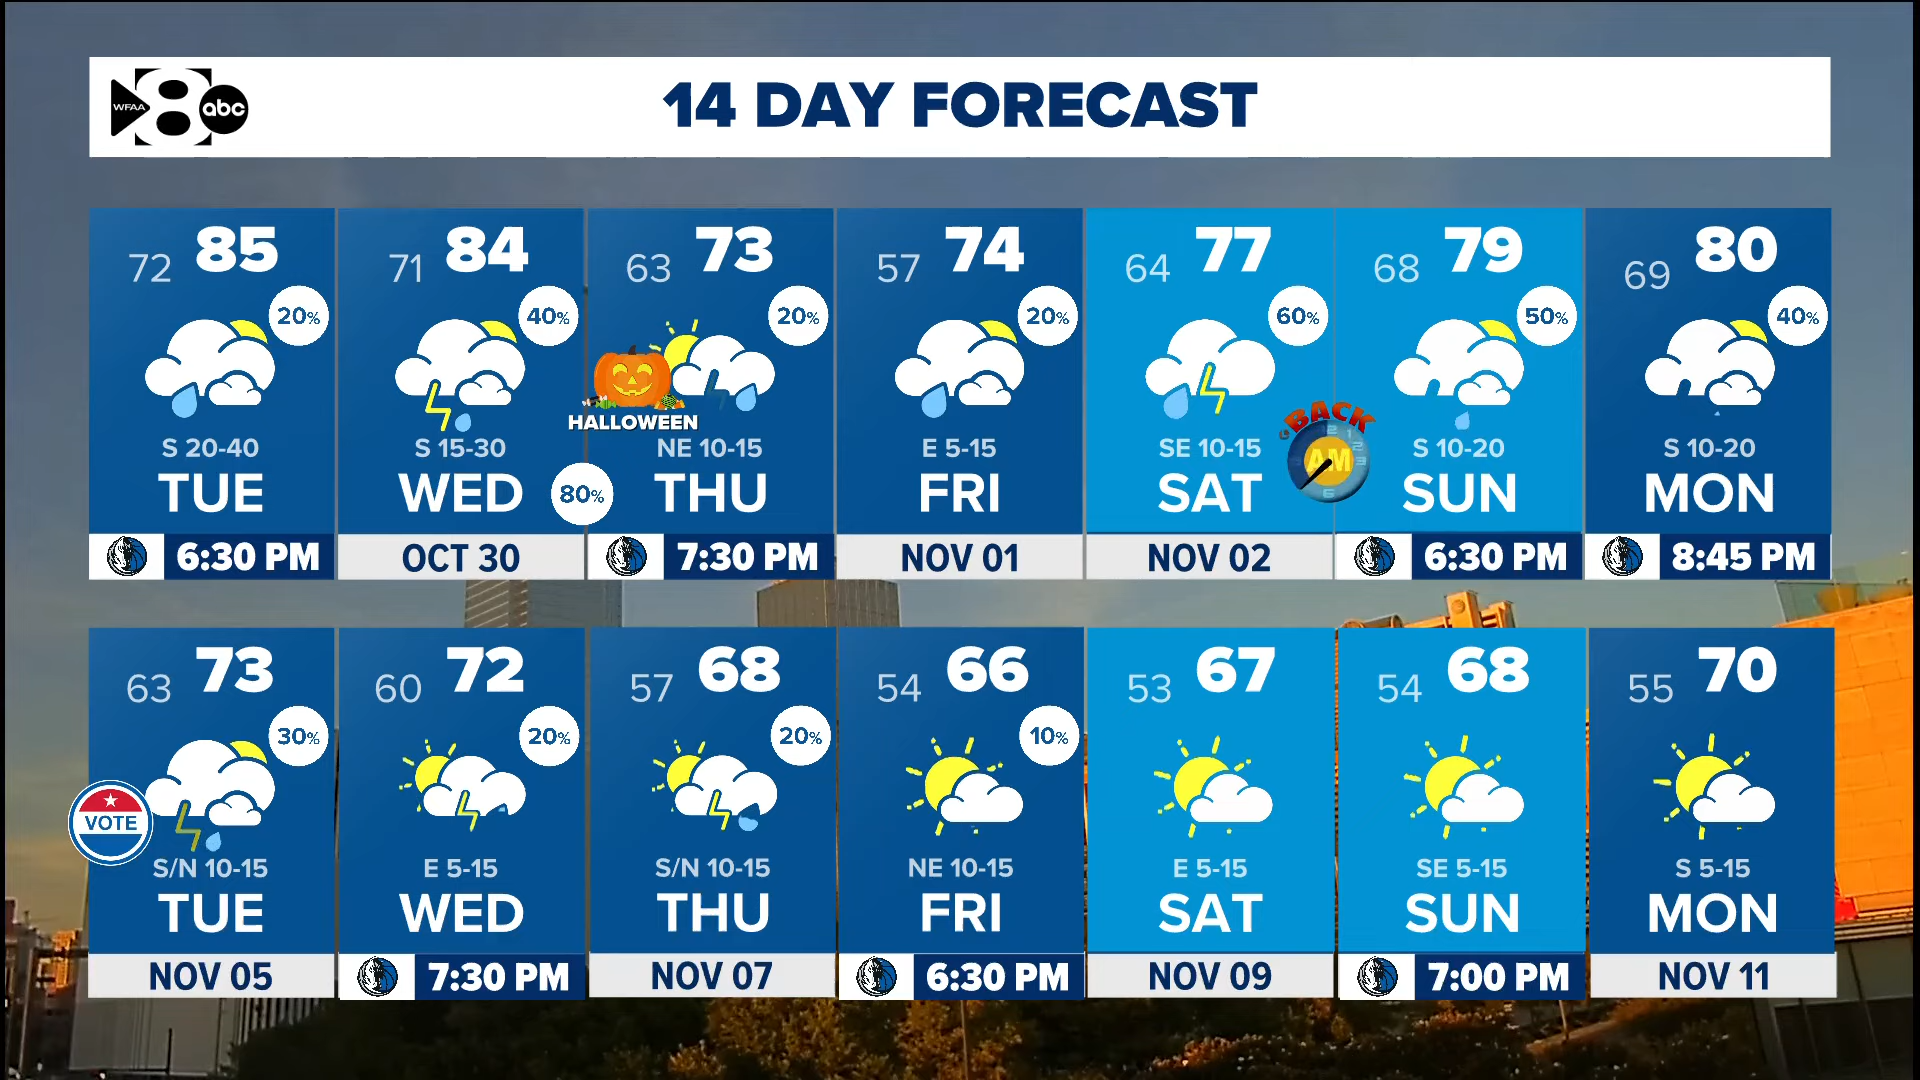 WFAA 8 abc
14 DAY FORECAST
72 85
20%
S 20-40
TUE
6:30 PM
71 84
40%
S 15-30
WED
OCT 30
80%
63 73
20%
HALLOWEEN
NE 10-15
THU
7:30 PM
57 74
20%
E 5-15
FRI
NOV 01
64 77
60%
SE 10-15
SAT
NOV 02
BACK
AM
68 79
50%
S 10-20
SUN
6:30 PM
69 80
40%
S 10-20
MON
8:45 PM
63 73
30%
VOTE
S/N 10-15
TUE
NOV 05
60 72
20%
E 5-15
WED
7:30 PM
57 68
20%
S/N 10-15
THU
NOV 07
54 66
10%
NE 10-15
FRI
6:30 PM
53 67
E 5-15
SAT
NOV 09
54 68
SE 5-15
SUN
7:00 PM
55 70
S 5-15
MON
NOV 11